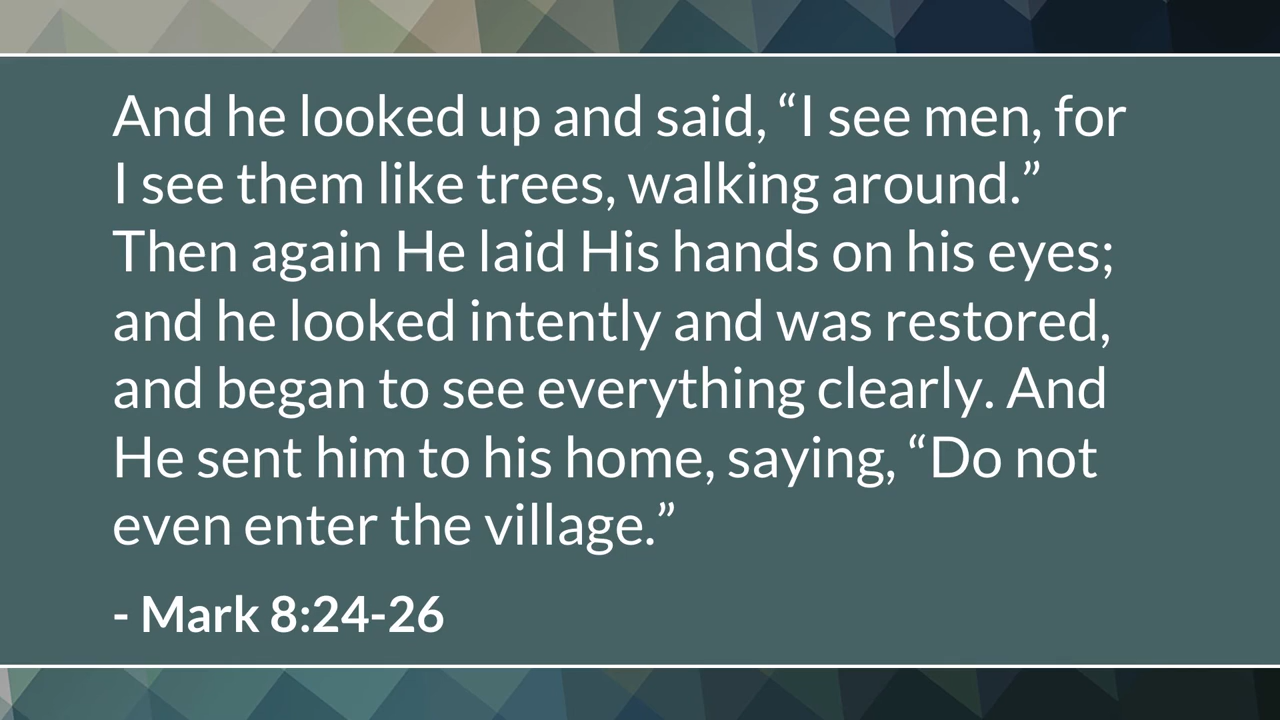 And he looked up and said, “I see men, for
I see them like trees, walking around.”
Then again He laid His hands on his eyes;
and he looked intently and was restored,
and began to see everything clearly. And
He sent him to his home, saying, “Do not
even enter the village.”
- Mark 8:24-26